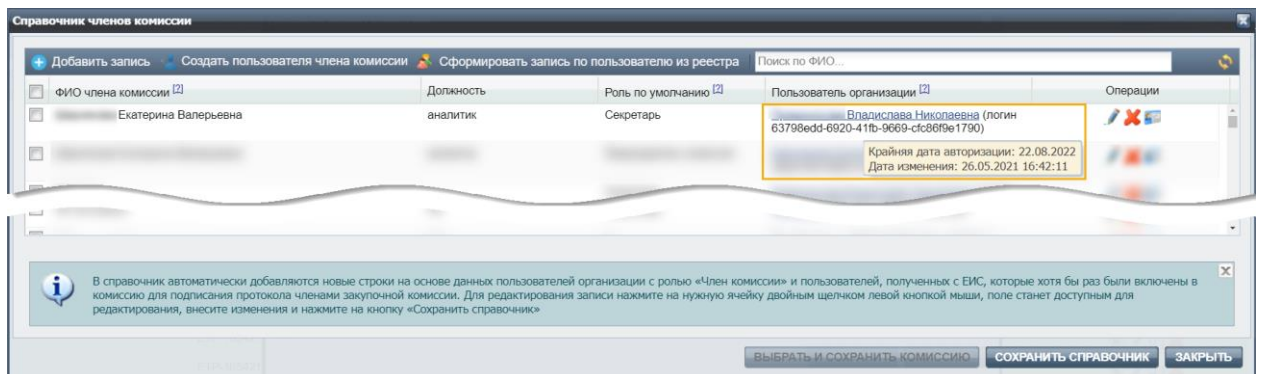 Справочник членов комиссии
Добавить запись Создать пользователя члена комиссии Сформировать запись по пользователю из реестра Поиск по ФИО...
ФИО члена комиссии [2] Должность Роль по умолчанию [2] Пользователь организации [2] Операции
Екатерина Валерьевна аналитик Секретарь Владислава Николаевна (логин
63798edd-6920-41fb-9669-cfc86f9e1790)
Крайняя дата авторизации: 22.08.2022
Дата изменения: 26.05.2021 16:42:11
В справочник автоматически добавляются новые строки на основе данных пользователей организации с ролью «Член комиссии» и пользователей, полученных с ЕИС, которые хотя бы раз были включены в
комиссию для подписания протокола членами закупочной комиссии. Для редактирования записи нажмите на нужную ячейку двойным щелчком левой кнопкой мыши, поле станет доступным для
редактирования, внесите изменения и нажмите на кнопку «Сохранить справочник»
ВЫБРАТЬ И СОХРАНИТЬ КОМИССИЮ СОХРАНИТЬ СПРАВОЧНИК ЗАКРЫТЬ